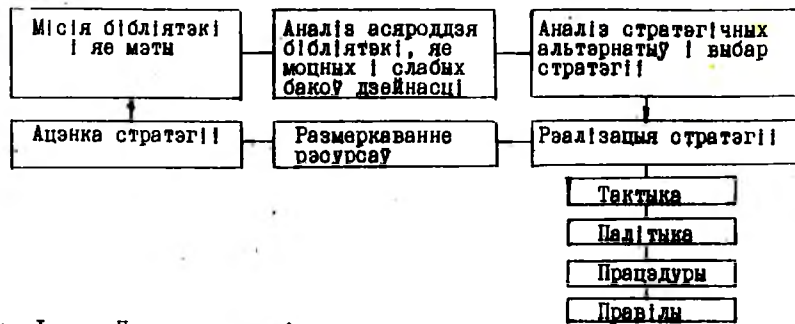 Місія бібліятэкі
і яе мэты
Аналіз асяроддзя
бібліятэкі, яе
моцных і слабых
бакоў дзейнасці
Аналіз стратэгічных
альтэрнатыў і выбар
стратэгіі
Ацэнка стратэгіі
Размеркаванне
рэсурсаў
Рэалізацыя стратэгіі
Тактыка
Палітыка
Працэдуры
Правілы